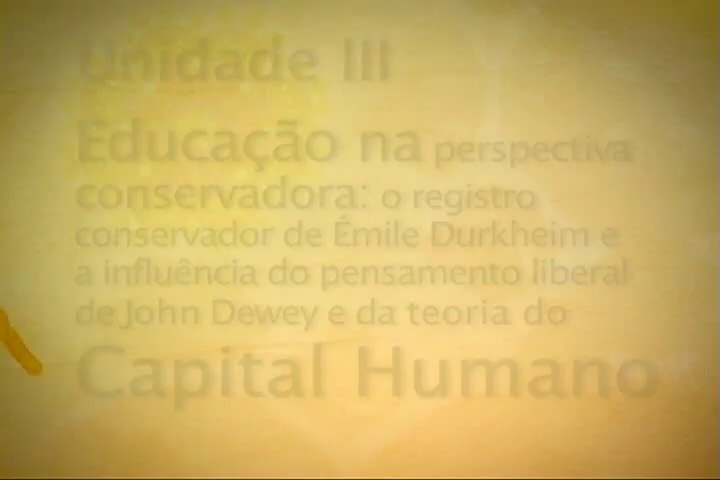 Unidade III
Educação na perspectiva
conservadora: o registro
conservador de Émile Durkheim e
a influência do pensamento liberal
de John Dewey e da teoria do
Capital Humano